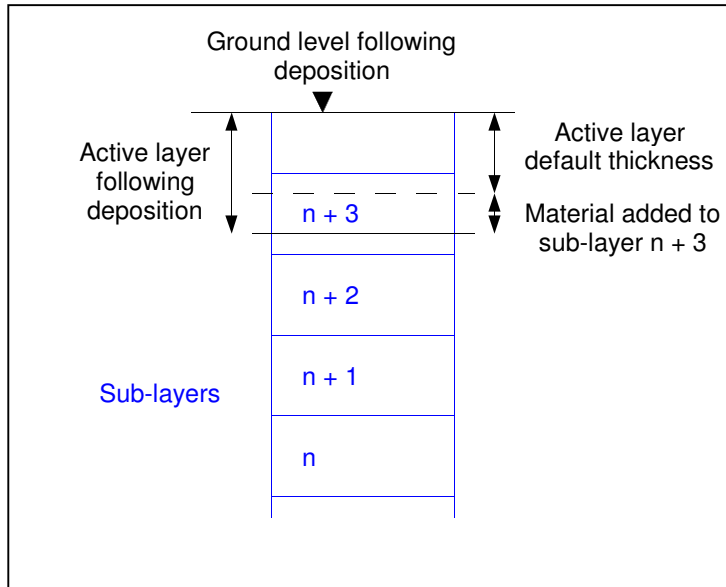 Ground level following
deposition
Active layer
following
deposition
Active layer
default thickness
Material added to
sub-layer n + 3
n + 3
n + 2
n + 1
Sub-layers
n